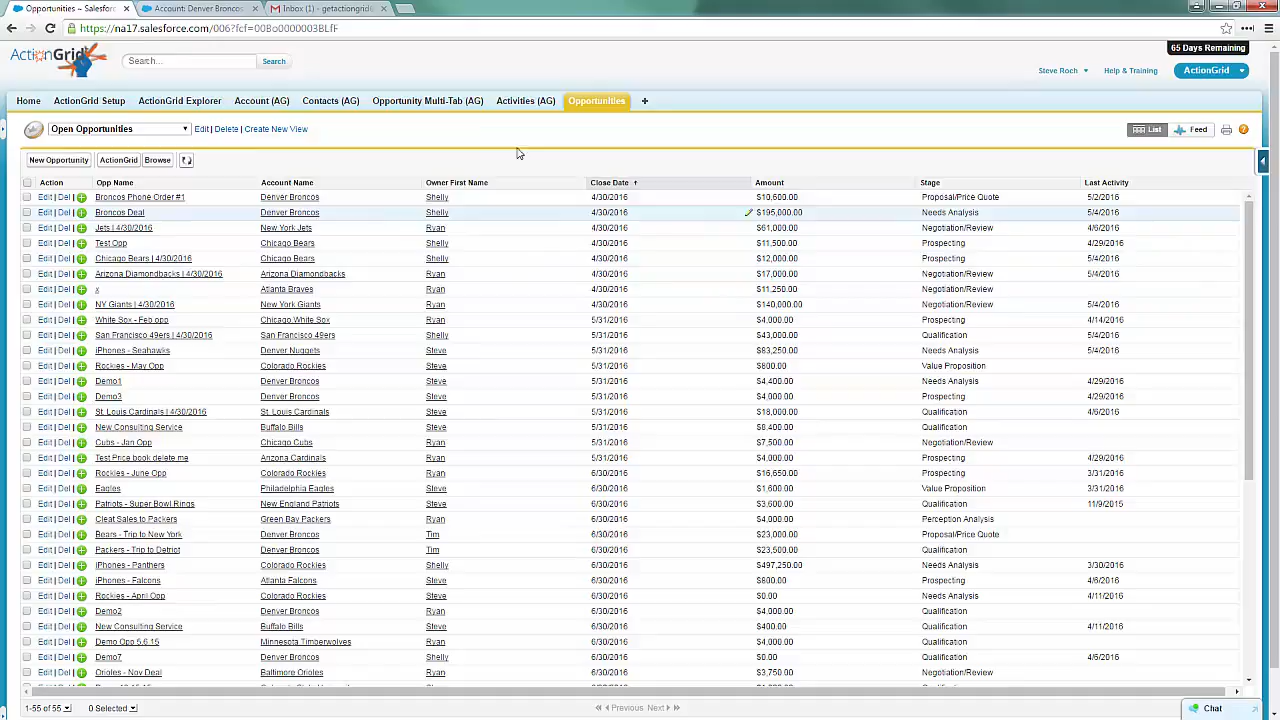 Opportunities ~ Salesforc
Account: Denver Broncos
Inbox (1) - getactiongrid
https://na17.salesforce.com/006?fcf=00Bo0000003BLfF
65 Days Remaining
ActionGrid
Search...
Search
Steve Roch
Help & Training
ActionGrid
Home ActionGrid Setup ActionGrid Explorer Account (AG) Contacts (AG) Opportunity Multi-Tab (AG) Activities (AG) Opportunities +
Open Opportunities Edit | Delete | Create New View List Feed
New Opportunity ActionGrid Browse
Action Opp Name Account Name Owner First Name Close Date Amount Stage Last Activity
Edit | Del | Broncos Phone Order #1 Denver Broncos Shelly 4/30/2016 $10,600.00 Proposal/Price Quote 5/2/2016
Edit | Del | Broncos Deal Denver Broncos Shelly 4/30/2016 $195,000.00 Needs Analysis 5/4/2016
Edit | Del | Jets | 4/30/2016 New York Jets Ryan 4/30/2016 $61,000.00 Negotiation/Review 4/6/2016
Edit | Del | Test Opp Chicago Bears Shelly 4/30/2016 $11,500.00 Prospecting 4/29/2016
Edit | Del | Chicago Bears | 4/30/2016 Chicago Bears Shelly 4/30/2016 $12,000.00 Prospecting 5/4/2016
Edit | Del | Arizona Diamondbacks | 4/30/2016 Arizona Diamondbacks Ryan 4/30/2016 $17,000.00 Negotiation/Review 5/4/2016
Edit | Del | x Atlanta Braves Ryan 4/30/2016 $11,250.00 Negotiation/Review
Edit | Del | NY Giants | 4/30/2016 New York Giants Ryan 4/30/2016 $140,000.00 Negotiation/Review 5/4/2016
Edit | Del | White Sox - Feb opp Chicago White Sox Ryan 5/31/2016 $4,000.00 Prospecting 4/14/2016
Edit | Del | San Francisco 49ers | 4/30/2016 San Francisco 49ers Shelly 5/31/2016 $43,000.00 Qualification 5/4/2016
Edit | Del | iPhones - Seahawks Denver Nuggets Steve 5/31/2016 $83,250.00 Needs Analysis 5/4/2016
Edit | Del | Rockies - May Opp Colorado Rockies Steve 5/31/2016 $800.00 Value Proposition
Edit | Del | Demo1 Denver Broncos Steve 5/31/2016 $4,400.00 Needs Analysis 4/29/2016
Edit | Del | Demo3 Denver Broncos Steve 5/31/2016 $4,000.00 Prospecting 4/29/2016
Edit | Del | St. Louis Cardinals | 4/30/2016 St. Louis Cardinals Steve 5/31/2016 $18,000.00 Qualification 4/6/2016
Edit | Del | New Consulting Service Buffalo Bills Steve 5/31/2016 $8,400.00 Qualification
Edit | Del | Cubs - Jan Opp Chicago Cubs Ryan 5/31/2016 $7,500.00 Negotiation/Review
Edit | Del | Test Price book delete me Arizona Cardinals Ryan 5/31/2016 $4,000.00 Prospecting 4/29/2016
Edit | Del | Rockies - June Opp Colorado Rockies Ryan 6/30/2016 $16,650.00 Prospecting 3/31/2016
Edit | Del | Eagles Philadelphia Eagles Steve 6/30/2016 $1,600.00 Value Proposition 3/31/2016
Edit | Del | Patriots - Super Bowl Rings New England Patriots Steve 6/30/2016 $3,600.00 Qualification 11/9/2015
Edit | Del | Cleat Sales to Packers Green Bay Packers Ryan 6/30/2016 $4,000.00 Perception Analysis
Edit | Del | Bears - Trip to New York Denver Broncos Tim 6/30/2016 $23,000.00 Proposal/Price Quote
Edit | Del | Packers - Trip to Detriot Denver Broncos Tim 6/30/2016 $23,500.00 Qualification
Edit | Del | iPhones - Panthers Colorado Rockies Shelly 6/30/2016 $497,250.00 Needs Analysis 3/30/2016
Edit | Del | iPhones - Falcons Atlanta Falcons Steve 6/30/2016 $800.00 Prospecting 4/6/2016
Edit | Del | Rockies - April Opp Colorado Rockies Steve 6/30/2016 $0.00 Needs Analysis 4/11/2016
Edit | Del | Demo2 Denver Broncos Ryan 6/30/2016 $4,000.00 Qualification
Edit | Del | New Consulting Service Buffalo Bills Steve 6/30/2016 $400.00 Qualification 4/11/2016
Edit | Del | Demo Opp 5.6.15 Minnesota Timberwolves Ryan 6/30/2016 $4,000.00 Qualification
Edit | Del | Demo7 Denver Broncos Shelly 6/30/2016 $0.00 Qualification 4/6/2016
Edit | Del | Orioles - Nov Deal Baltimore Orioles Ryan 6/30/2016 $3,750.00 Negotiation/Review
1-55 of 55 0 Selected Previous Next Chat